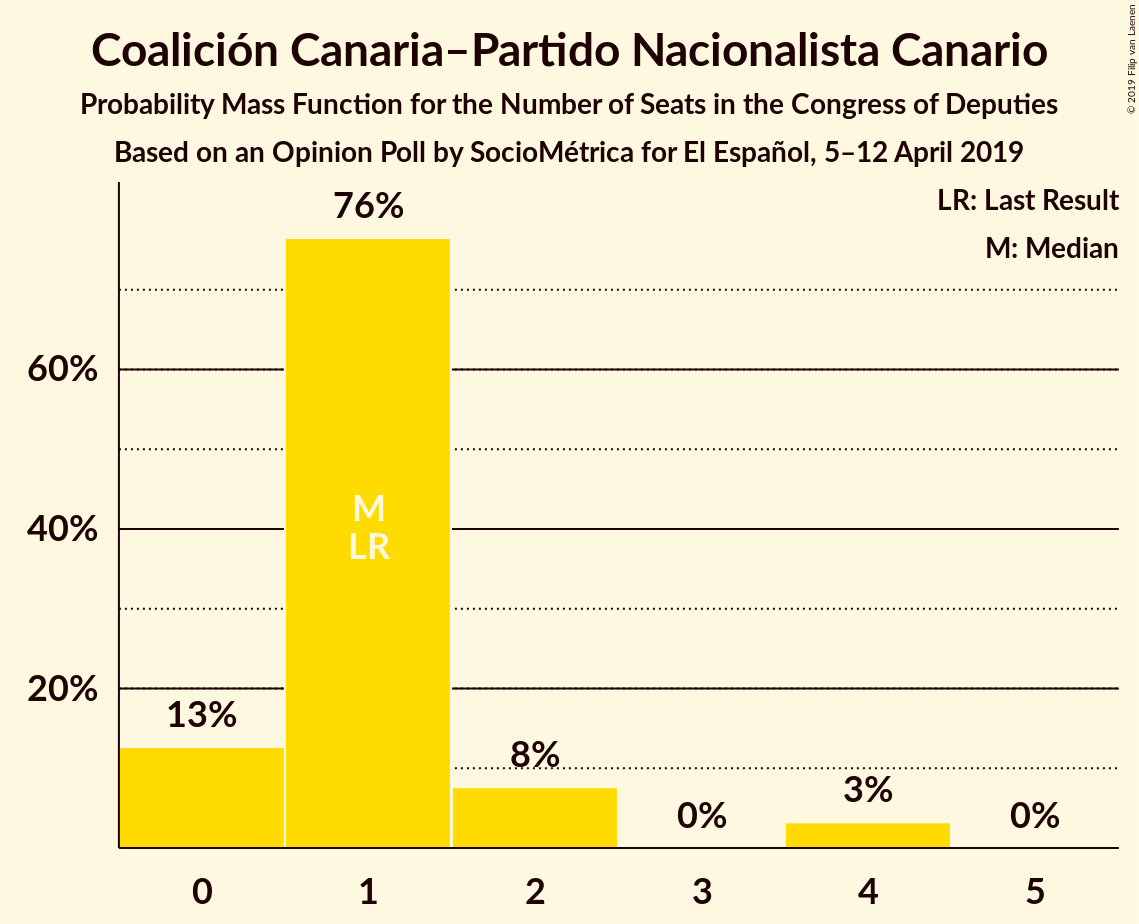 Coalición Canaria–Partido Nacionalista Canario
Probability Mass Function for the Number of Seats in the Congress of Deputies
Based on an Opinion Poll by SocioMétrica for El Español, 5–12 April 2019
© 2019 Filip van Laenen
LR: Last Result
M: Median
76%
60%
M
40%
LR
20%
13%
8%
0%
3%
0%
0
1
2
3
4
5